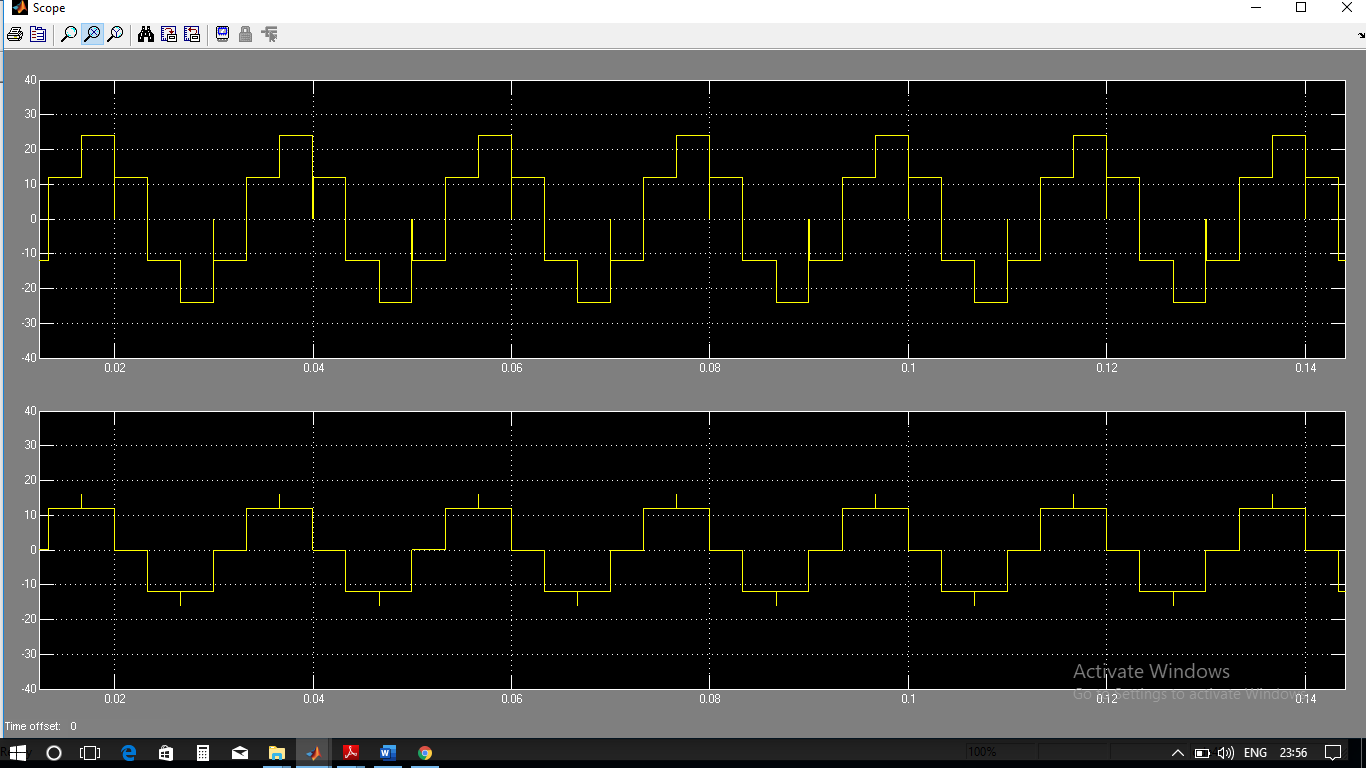 Scope
40
30
20
10
0
-10
-20
-30
-40
0.02 0.04 0.06 0.08 0.1 0.12 0.14
40
30
20
10
0
-10
-20
-30
-40
0.02 0.04 0.06 0.08 0.1 0.12 0.14
Activate Windows
Go to Settings to activate Windows.
Time offset: 0
100%
ENG 23:56